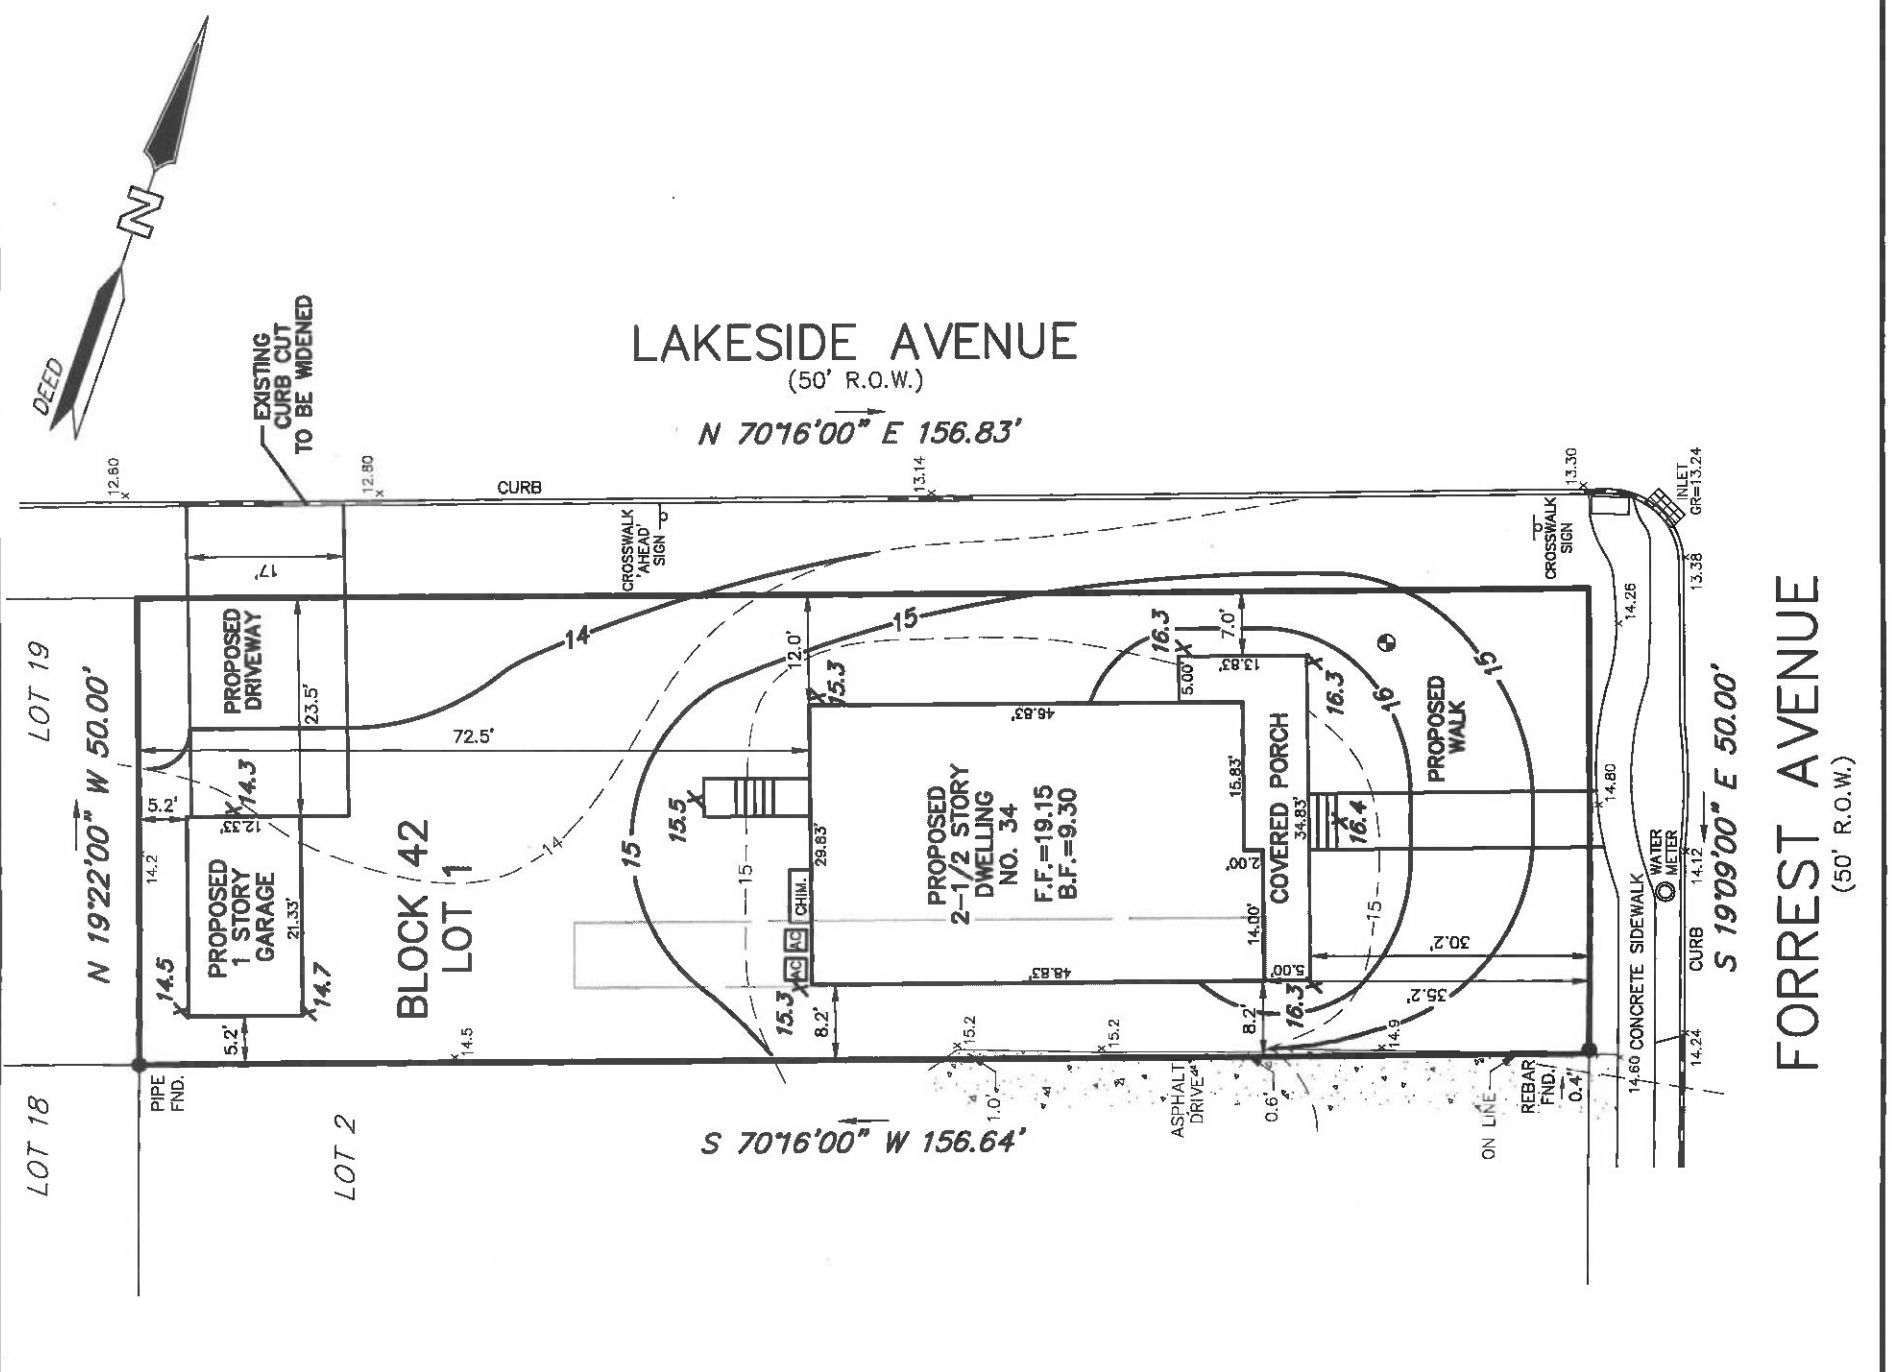 N
DEED
EXISTING
CURB CUT
TO BE WIDENED
LAKESIDE AVENUE
(50' R.O.W.)
N 70°16'00" E 156.83'
12.60
12.80
CURB
13.14
13.30
INLET
GR=13.24
CROSSWALK
'AHEAD'
SIGN
CROSSWALK
SIGN
13.38
LOT 19
N 19°22'00" W 50.00'
17'
PROPOSED
DRIVEWAY
23.5'
14
15
12.0'
15.3
16.3
7.0'
5.00'
13.83'
16.3
16
15
14.26
72.5'
5.2'
14.3
12.33'
14.2
14
15
15.5
29.83'
48.83'
PROPOSED
2-1/2 STORY
DWELLING
NO. 34
F.F.=19.15
B.F.=9.30
15.83'
2.00'
14.00'
COVERED PORCH
34.83'
16.4
PROPOSED
WALK
14.80
WATER
METER
14.12
S 19°09'00" E 50.00'
FORREST AVENUE
(50' R.O.W.)
PROPOSED
1 STORY
GARAGE
21.33'
14.5
14.7
5.2'
BLOCK 42
LOT 1
15
CHIM.
AC
AC
15.3
8.2'
48.83'
5.00'
8.2'
16.3
15
30.2'
35.2'
14.9
CONCRETE SIDEWALK
CURB
14.60
14.24
14.5
15.2
15.2
PIPE
FND.
LOT 18
LOT 2
S 70°16'00" W 156.64'
1.0'
ASPHALT
DRIVE
0.6'
ON LINE
REBAR
FND.
0.4'